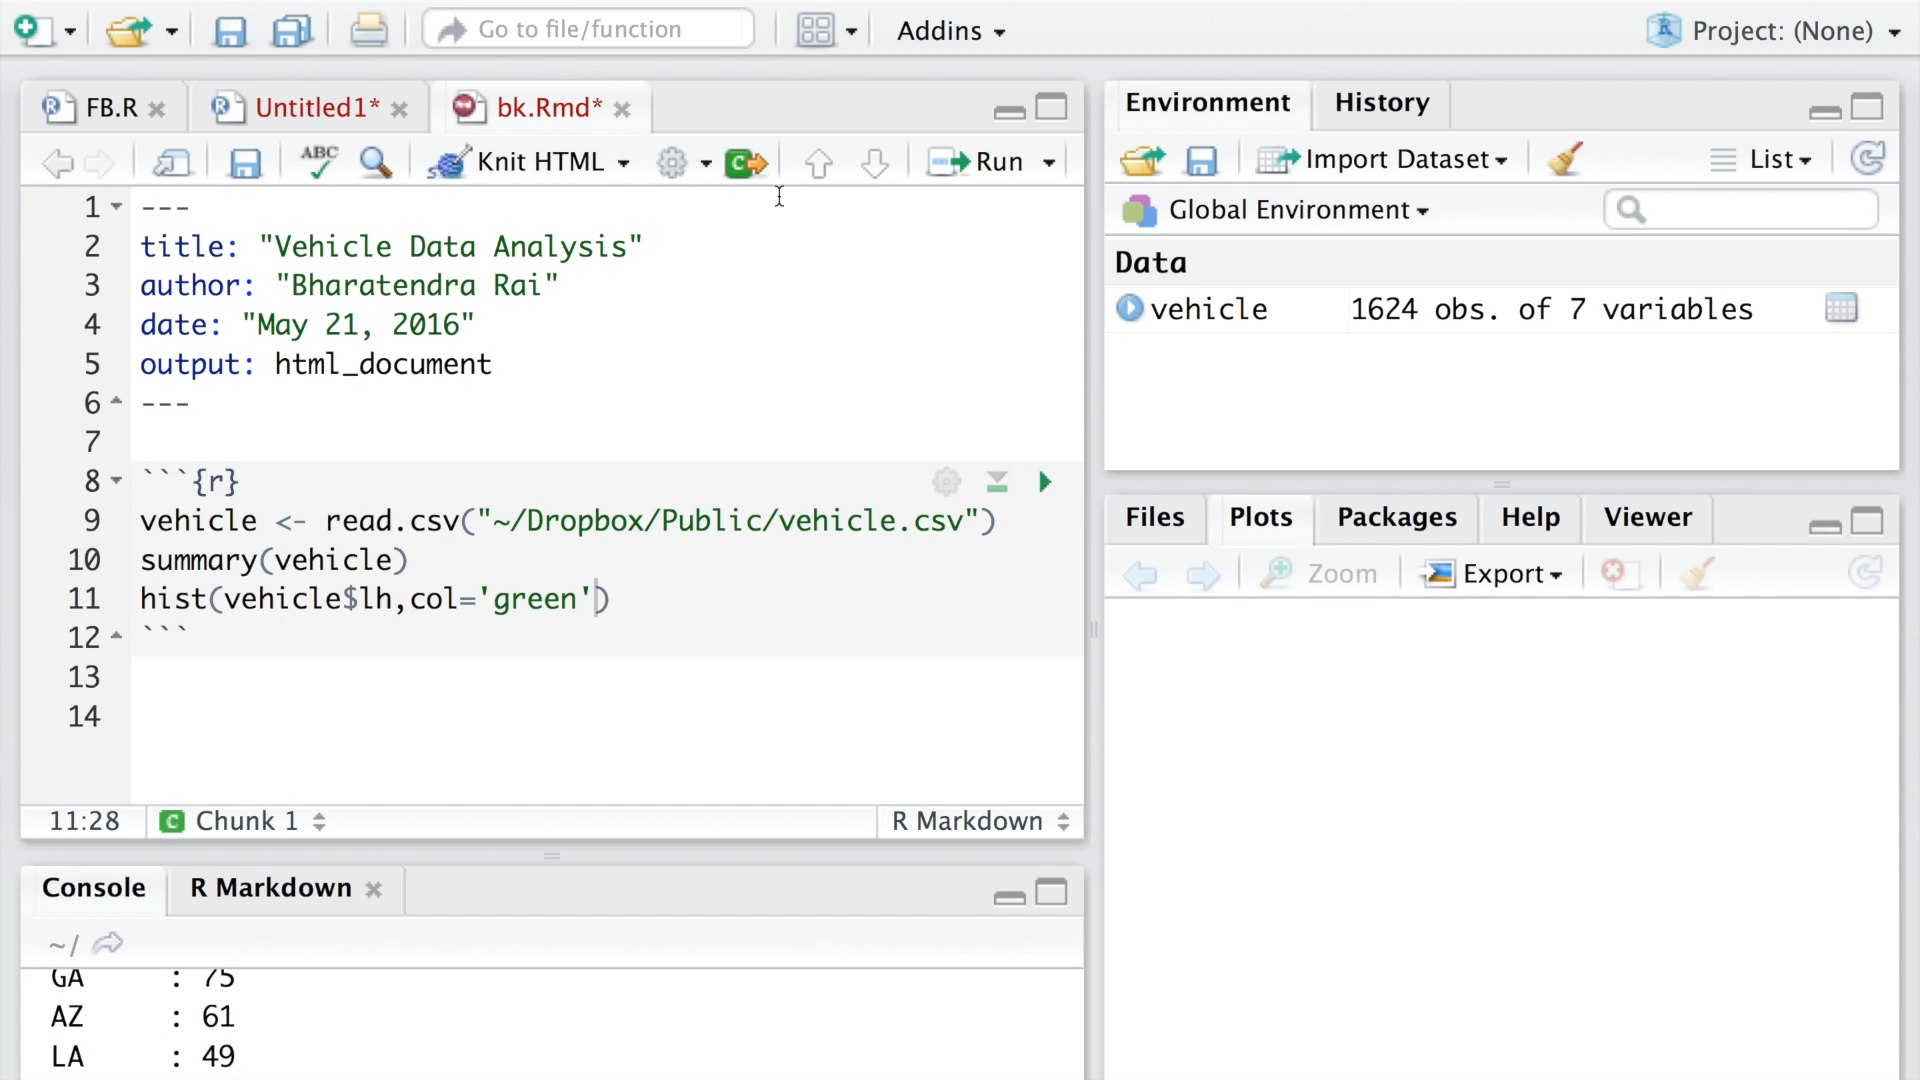 Go to file/function
Addins
Project: (None)
FB.R
Untitled1*
bk.Rmd*
ABC
Knit HTML
Run
1 ---
2 title: "Vehicle Data Analysis"
3 author: "Bharatendra Rai"
4 date: "May 21, 2016"
5 output: html_document
6 ---
7
8 ```{r}
9 vehicle <- read.csv("~/Dropbox/Public/vehicle.csv")
10 summary(vehicle)
11 hist(vehicle$lh,col='green')
12 ```
13
14
11:28
C Chunk 1
R Markdown
Console
R Markdown
~/
GA : 75
AZ : 61
LA : 49
Environment
History
Import Dataset
List
Global Environment
Data
vehicle 1624 obs. of 7 variables
Files
Plots
Packages
Help
Viewer
Zoom
Export